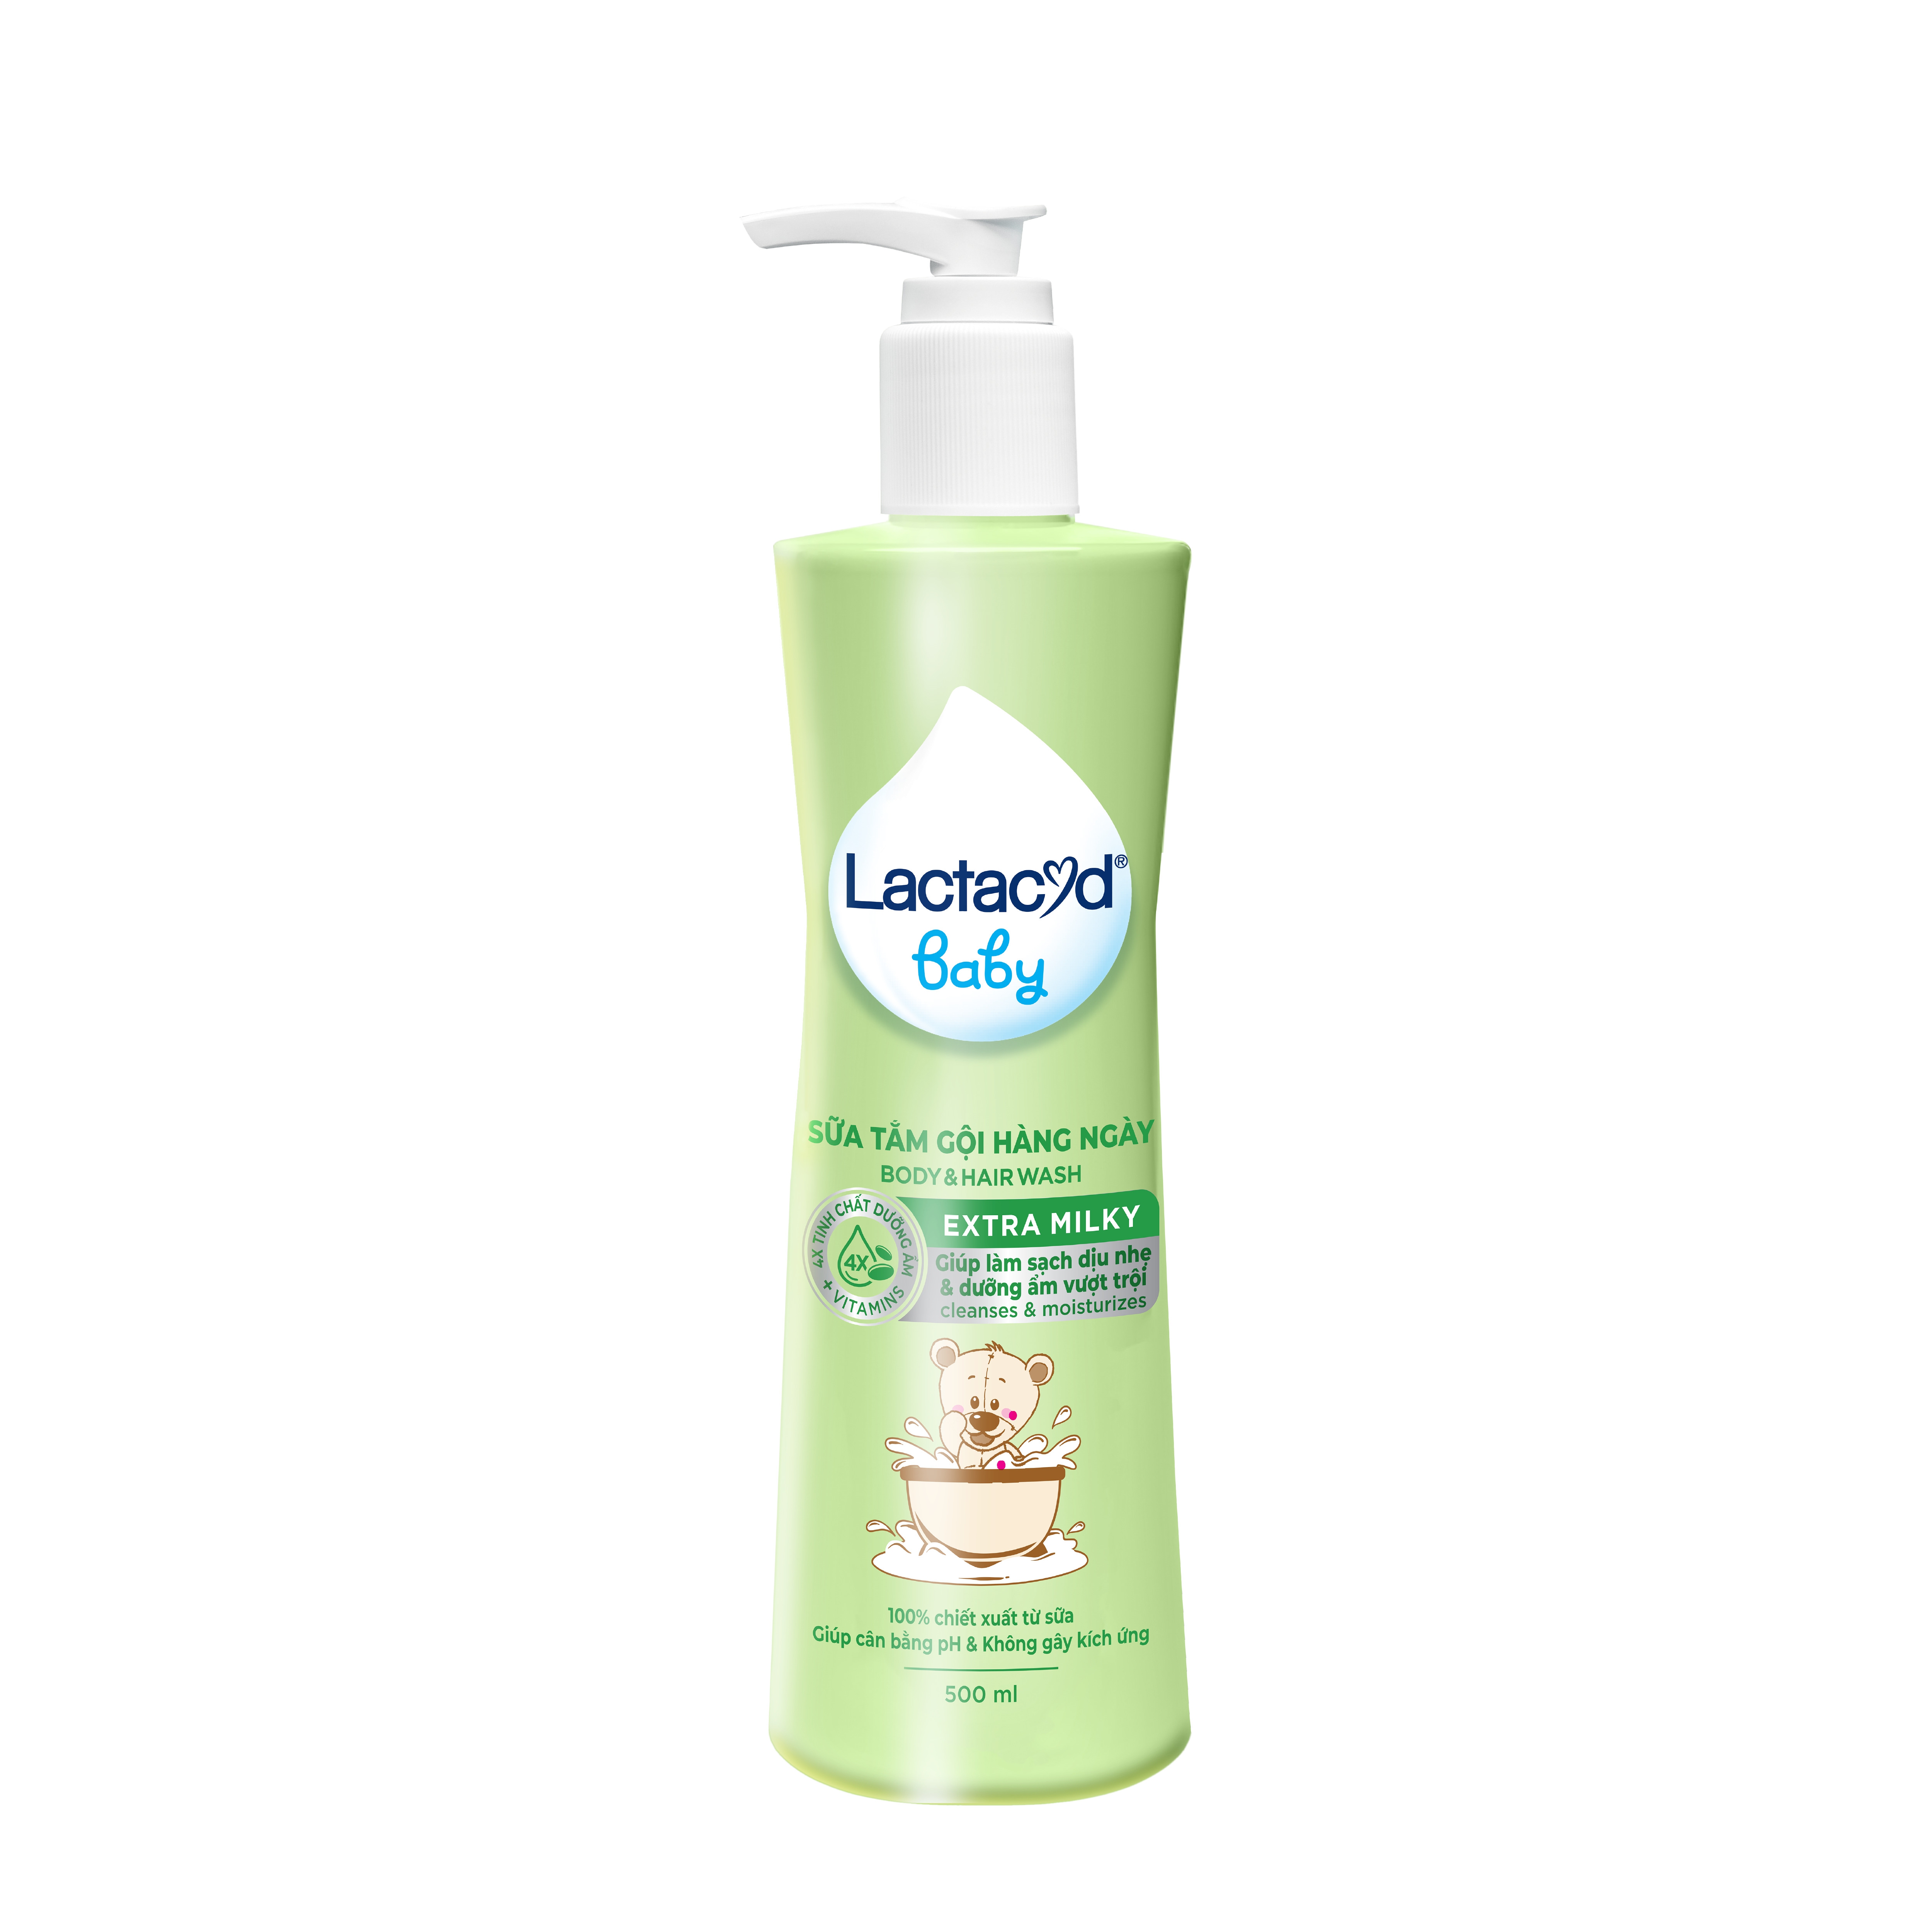 Lactacyd®
baby
SỮA TẮM GỘI HÀNG NGÀY
BODY & HAIR WASH
EXTRA MILKY
4X TINH CHẤT DƯỠNG ẨM
4X
+ VITAMINS
Giúp làm sạch dịu nhẹ
& dưỡng ẩm vượt trội
cleanses & moisturizes
100% chiết xuất từ sữa
Giúp cân bằng pH & Không gây kích ứng
500 ml